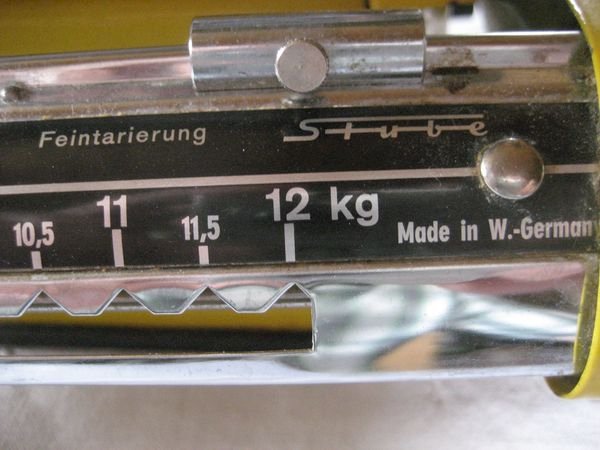 Feintarierung Stube
10,5 11 11,5 12 kg
Made in W.-German